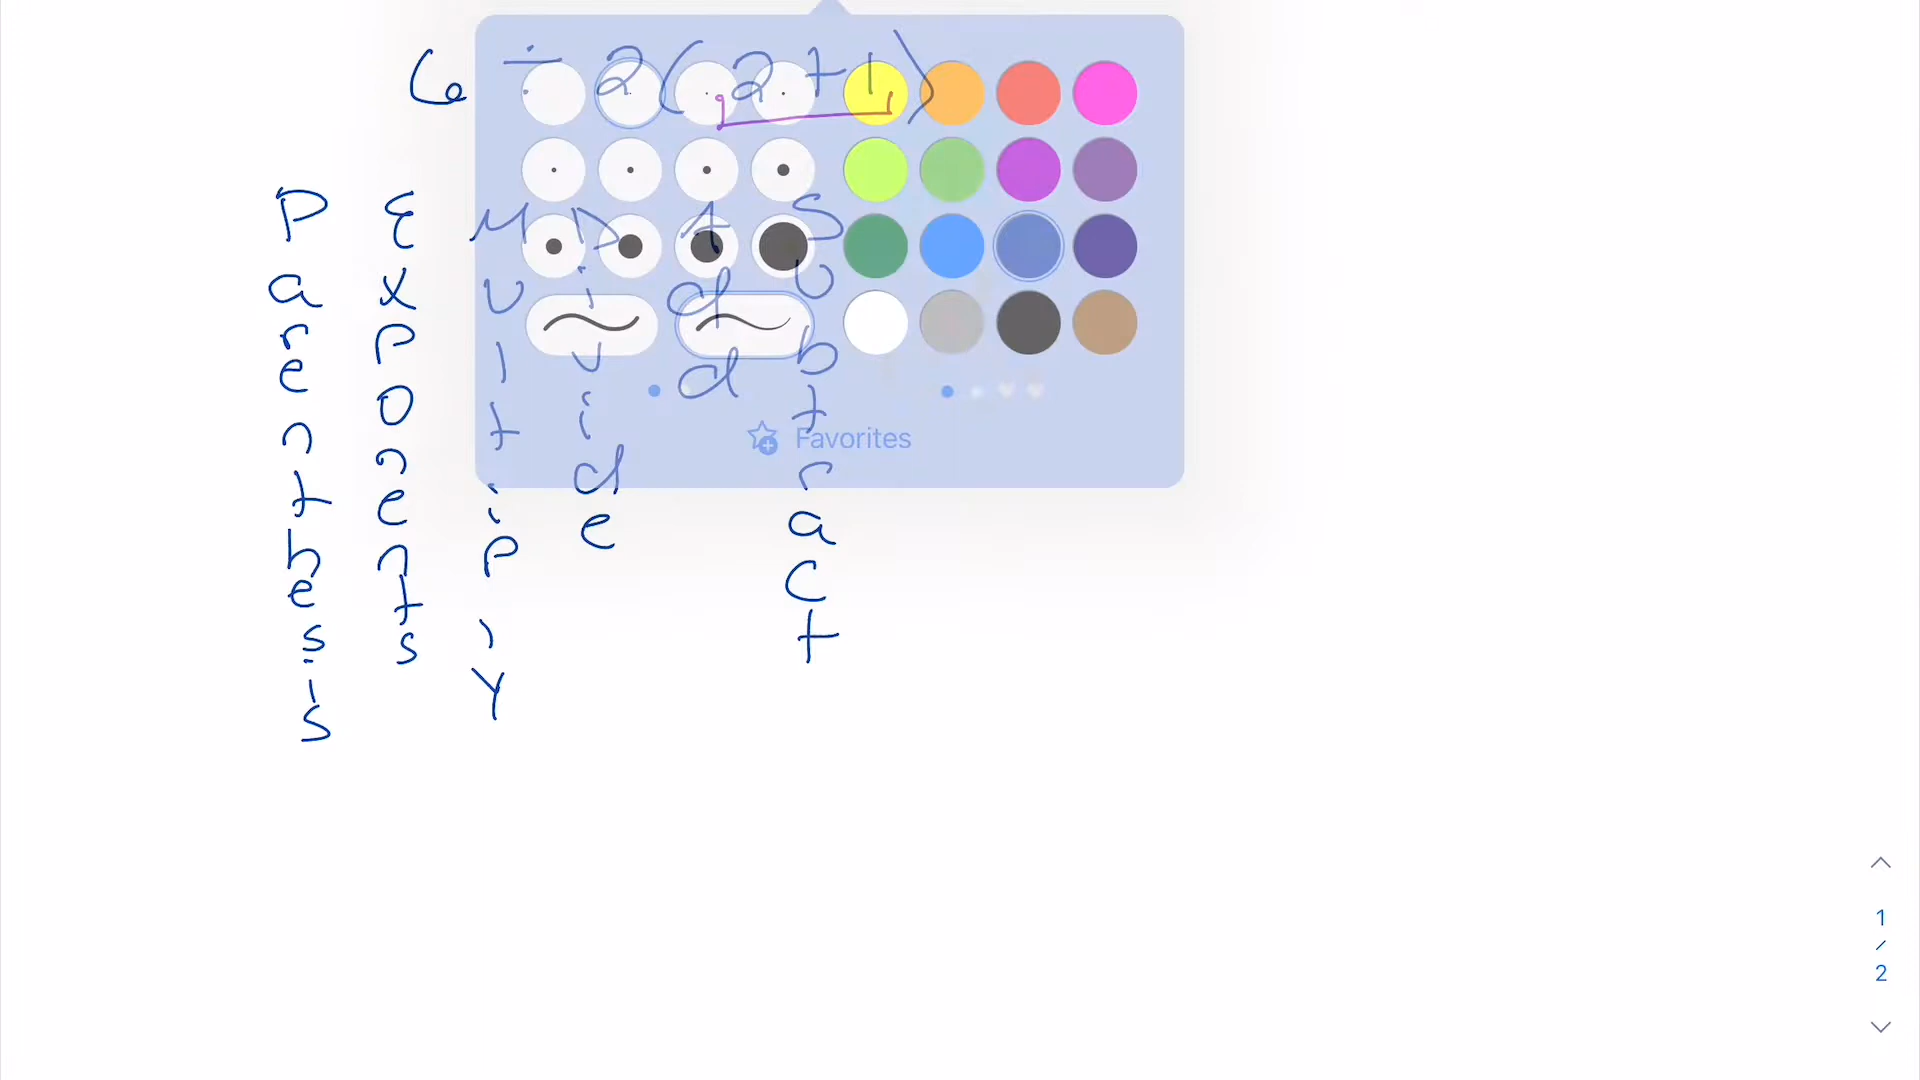 6 ÷ 2(2+1)
Parenthesis
Exponents
Multiply
Divide
Add
Subtract
Favorites
1
/
2